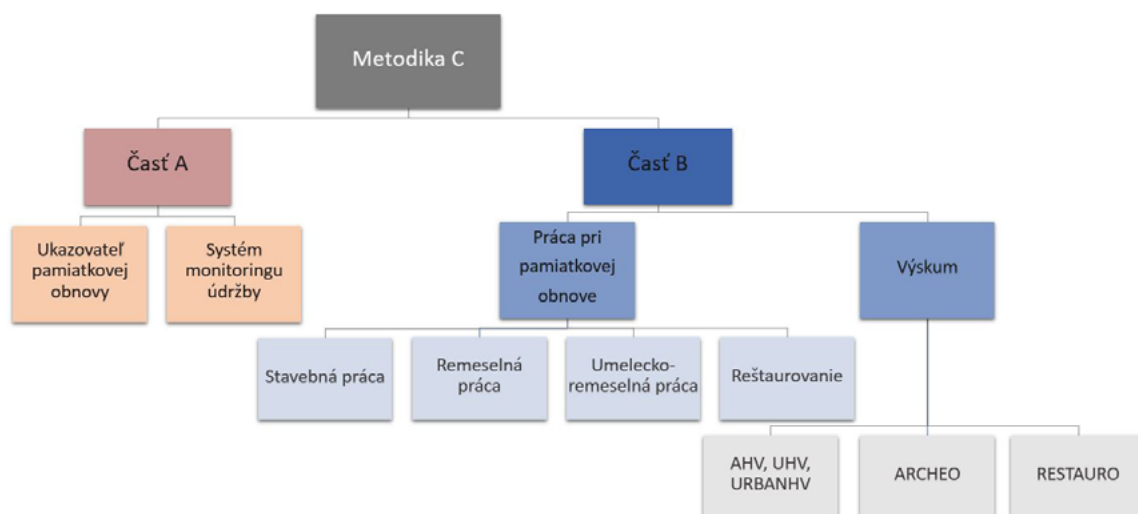 Metodika C
Časť A
Časť B
Ukazovateľ
pamiatkovej
obnovy
Systém
monitoringu
údržby
Práca pri
pamiatkovej
obnove
Výskum
Stavebná práca
Remeselná
práca
Umelecko-
remeselná práca
Reštaurovanie
AHV, UHV,
URBANHV
ARCHEO
RESTAURO